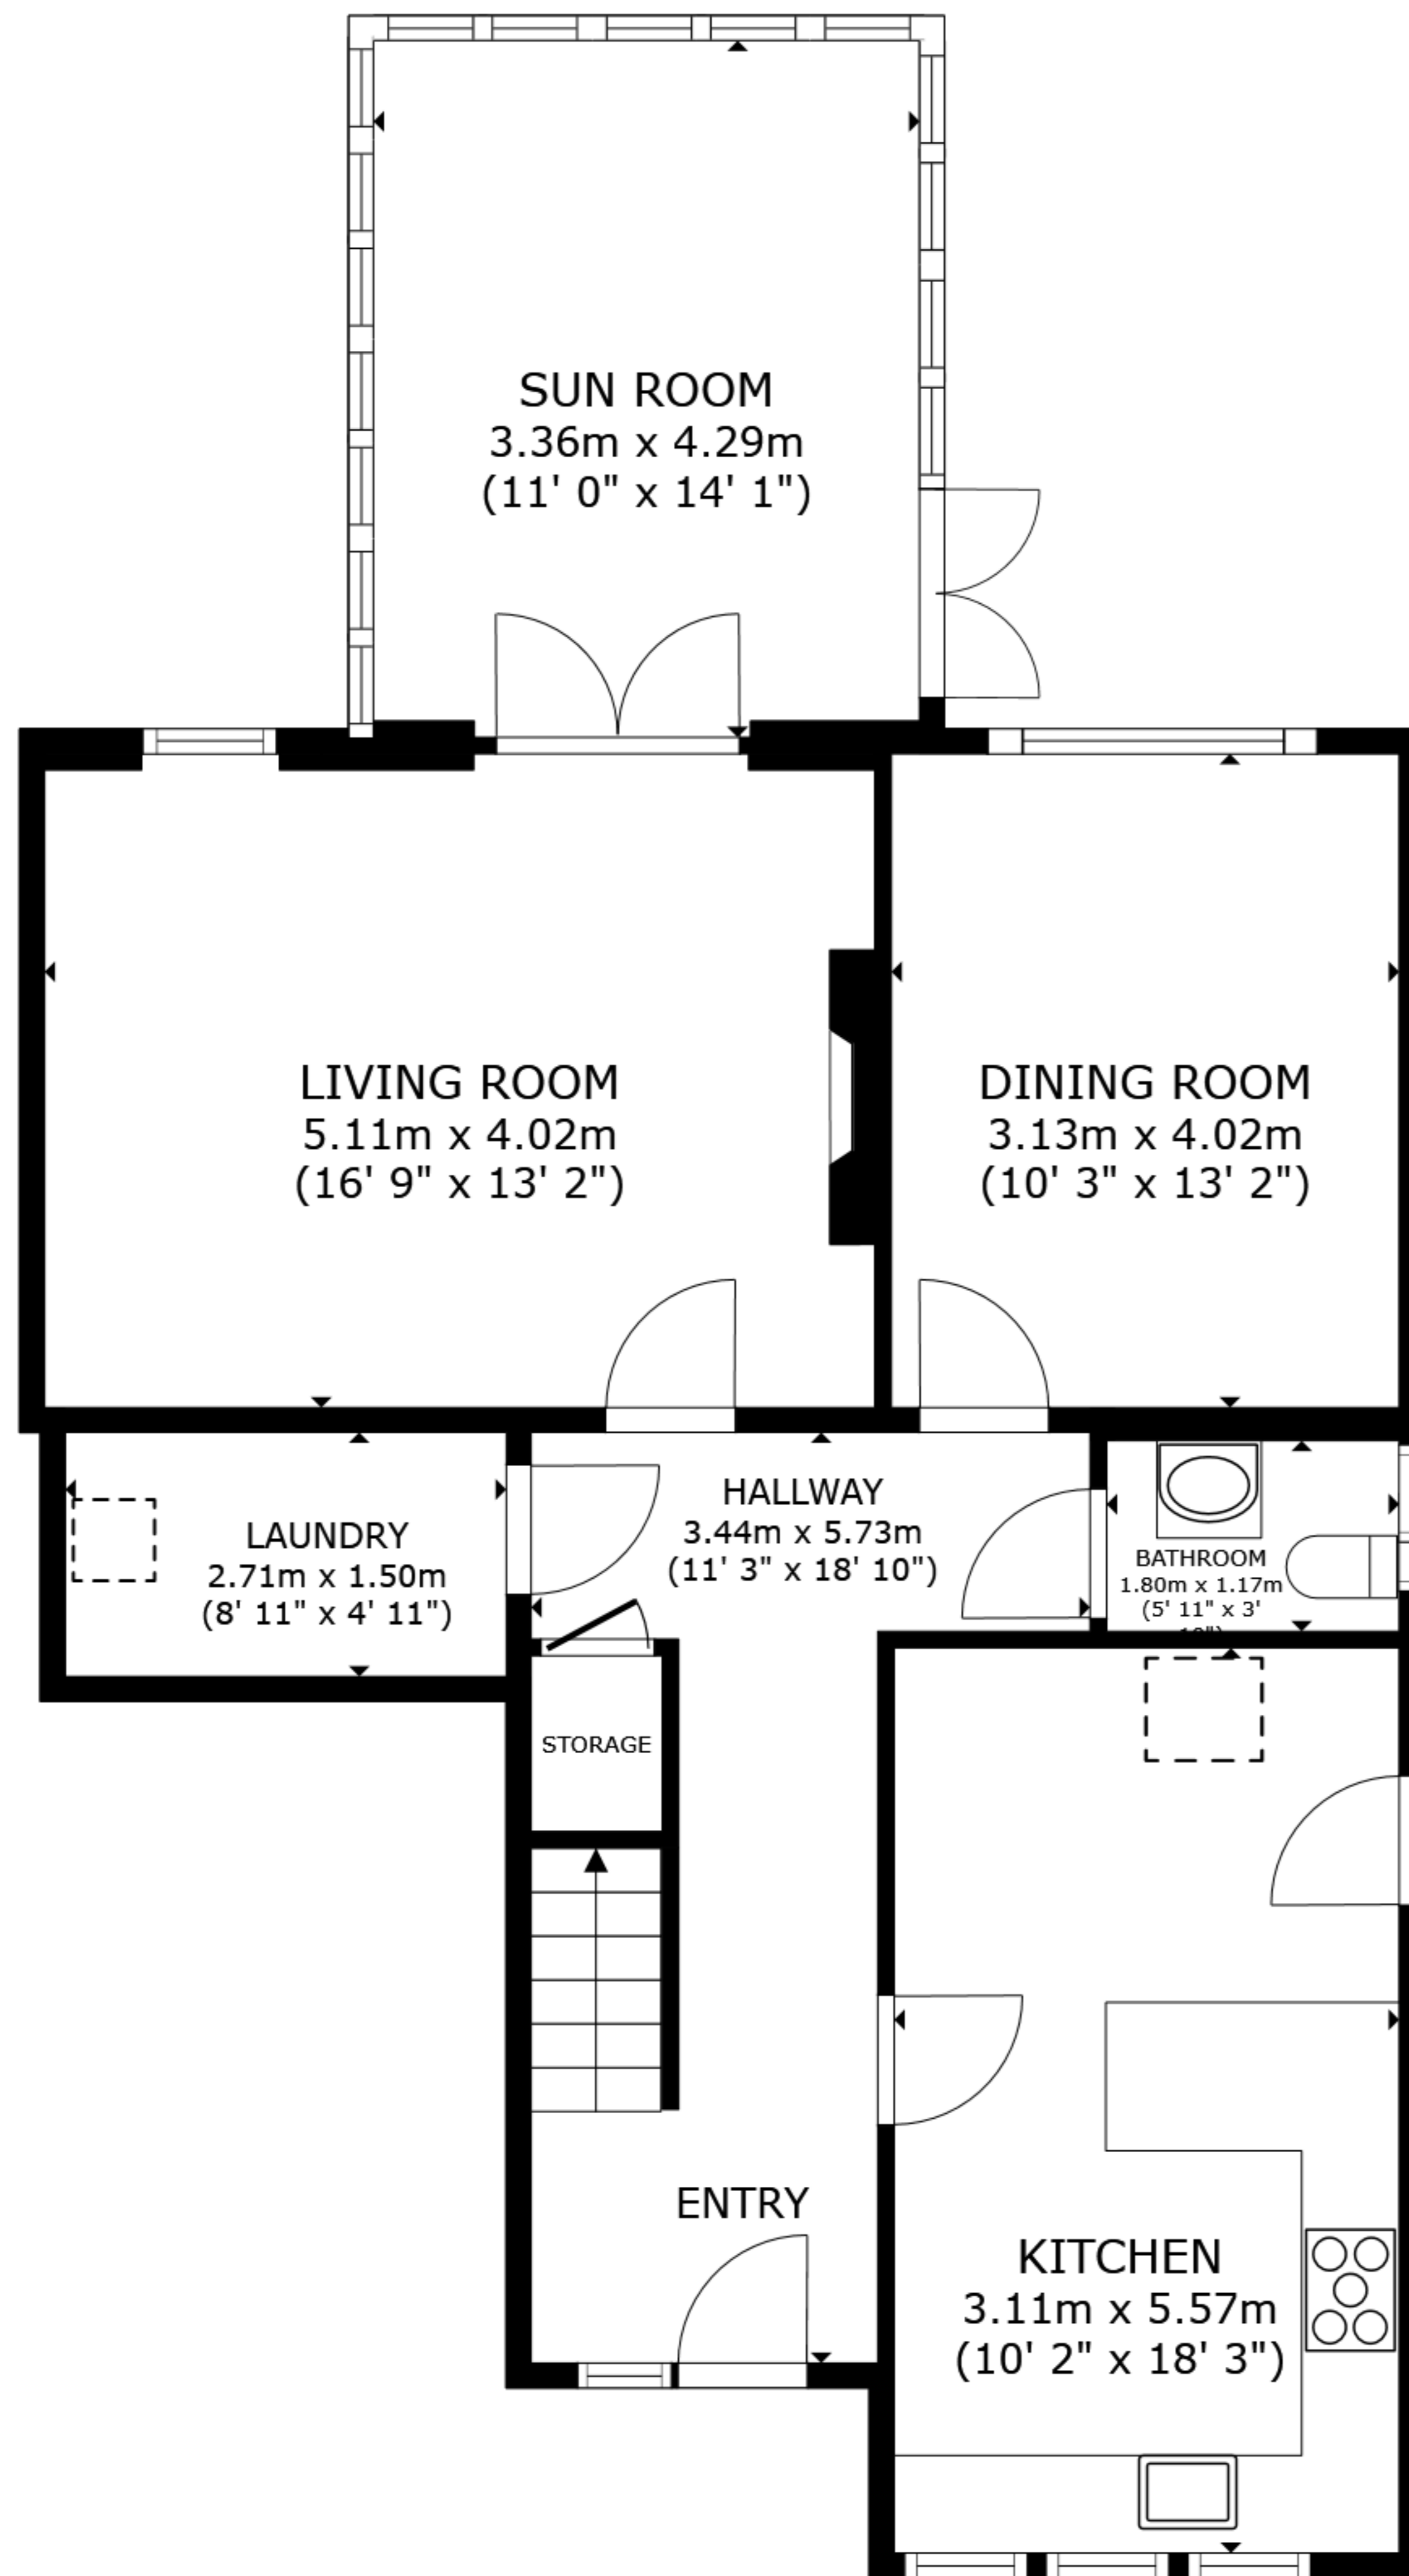 SUN ROOM
3.36m x 4.29m
(11' 0" x 14' 1")
LIVING ROOM
5.11m x 4.02m
(16' 9" x 13' 2")
DINING ROOM
3.13m x 4.02m
(10' 3" x 13' 2")
HALLWAY
3.44m x 5.73m
(11' 3" x 18' 10")
LAUNDRY
2.71m x 1.50m
(8' 11" x 4' 11")
BATHROOM
1.80m x 1.17m
(5' 11" x 3'
STORAGE
ENTRY
KITCHEN
3.11m x 5.57m
(10' 2" x 18' 3")